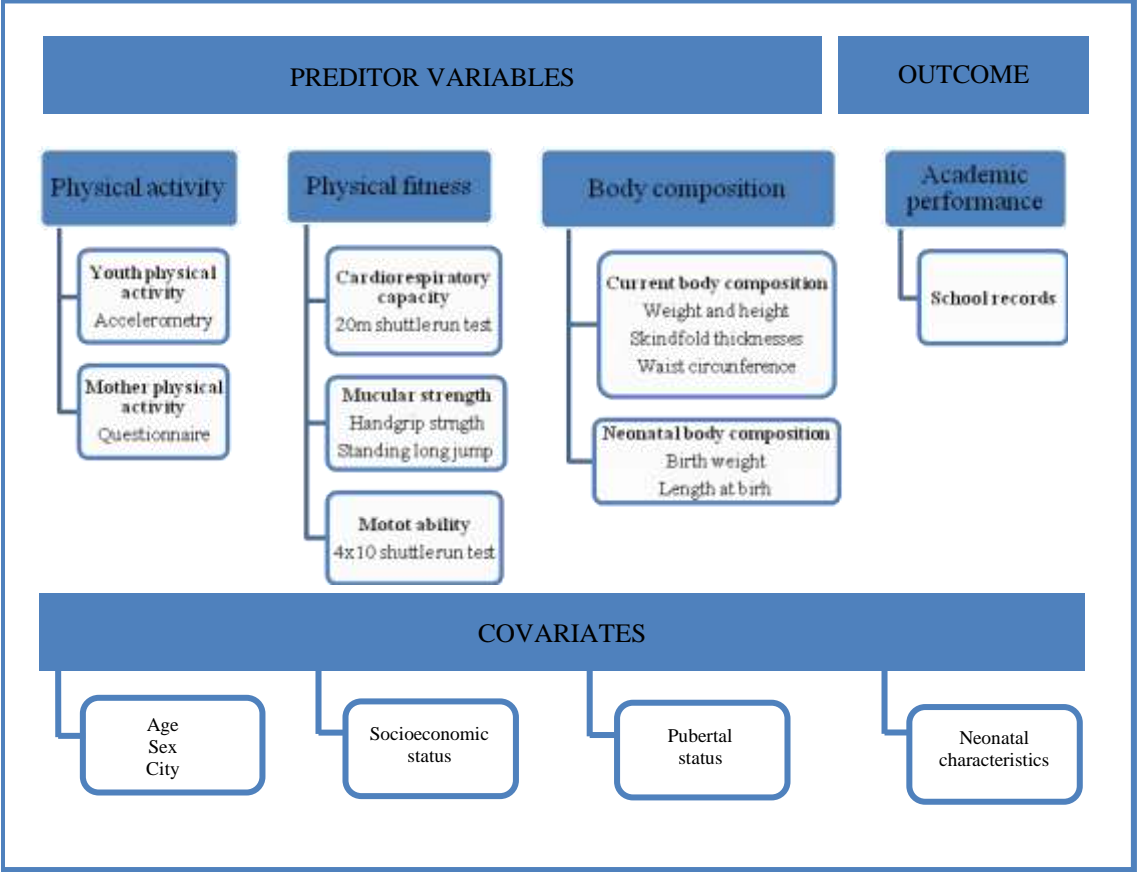 PREDITOR VARIABLES
OUTCOME
Physical activity
Youth physical
activity
Accelerometry
Mother physical
activity
Questionnaire
Physical fitness
Cardiorespiratory
capacity
20m shuttle run test
Mucular strength
Handgrip strngth
Standing long jump
Motot ability
4x10 shuttle run test
Body composition
Current body composition
Weight and height
Skindfold thicknesses
Waist circunference
Neonatal body composition
Birth weight
Length at birh
Academic
performance
School records
COVARIATES
Age
Sex
City
Socioeconomic
status
Pubertal
status
Neonatal
characteristics